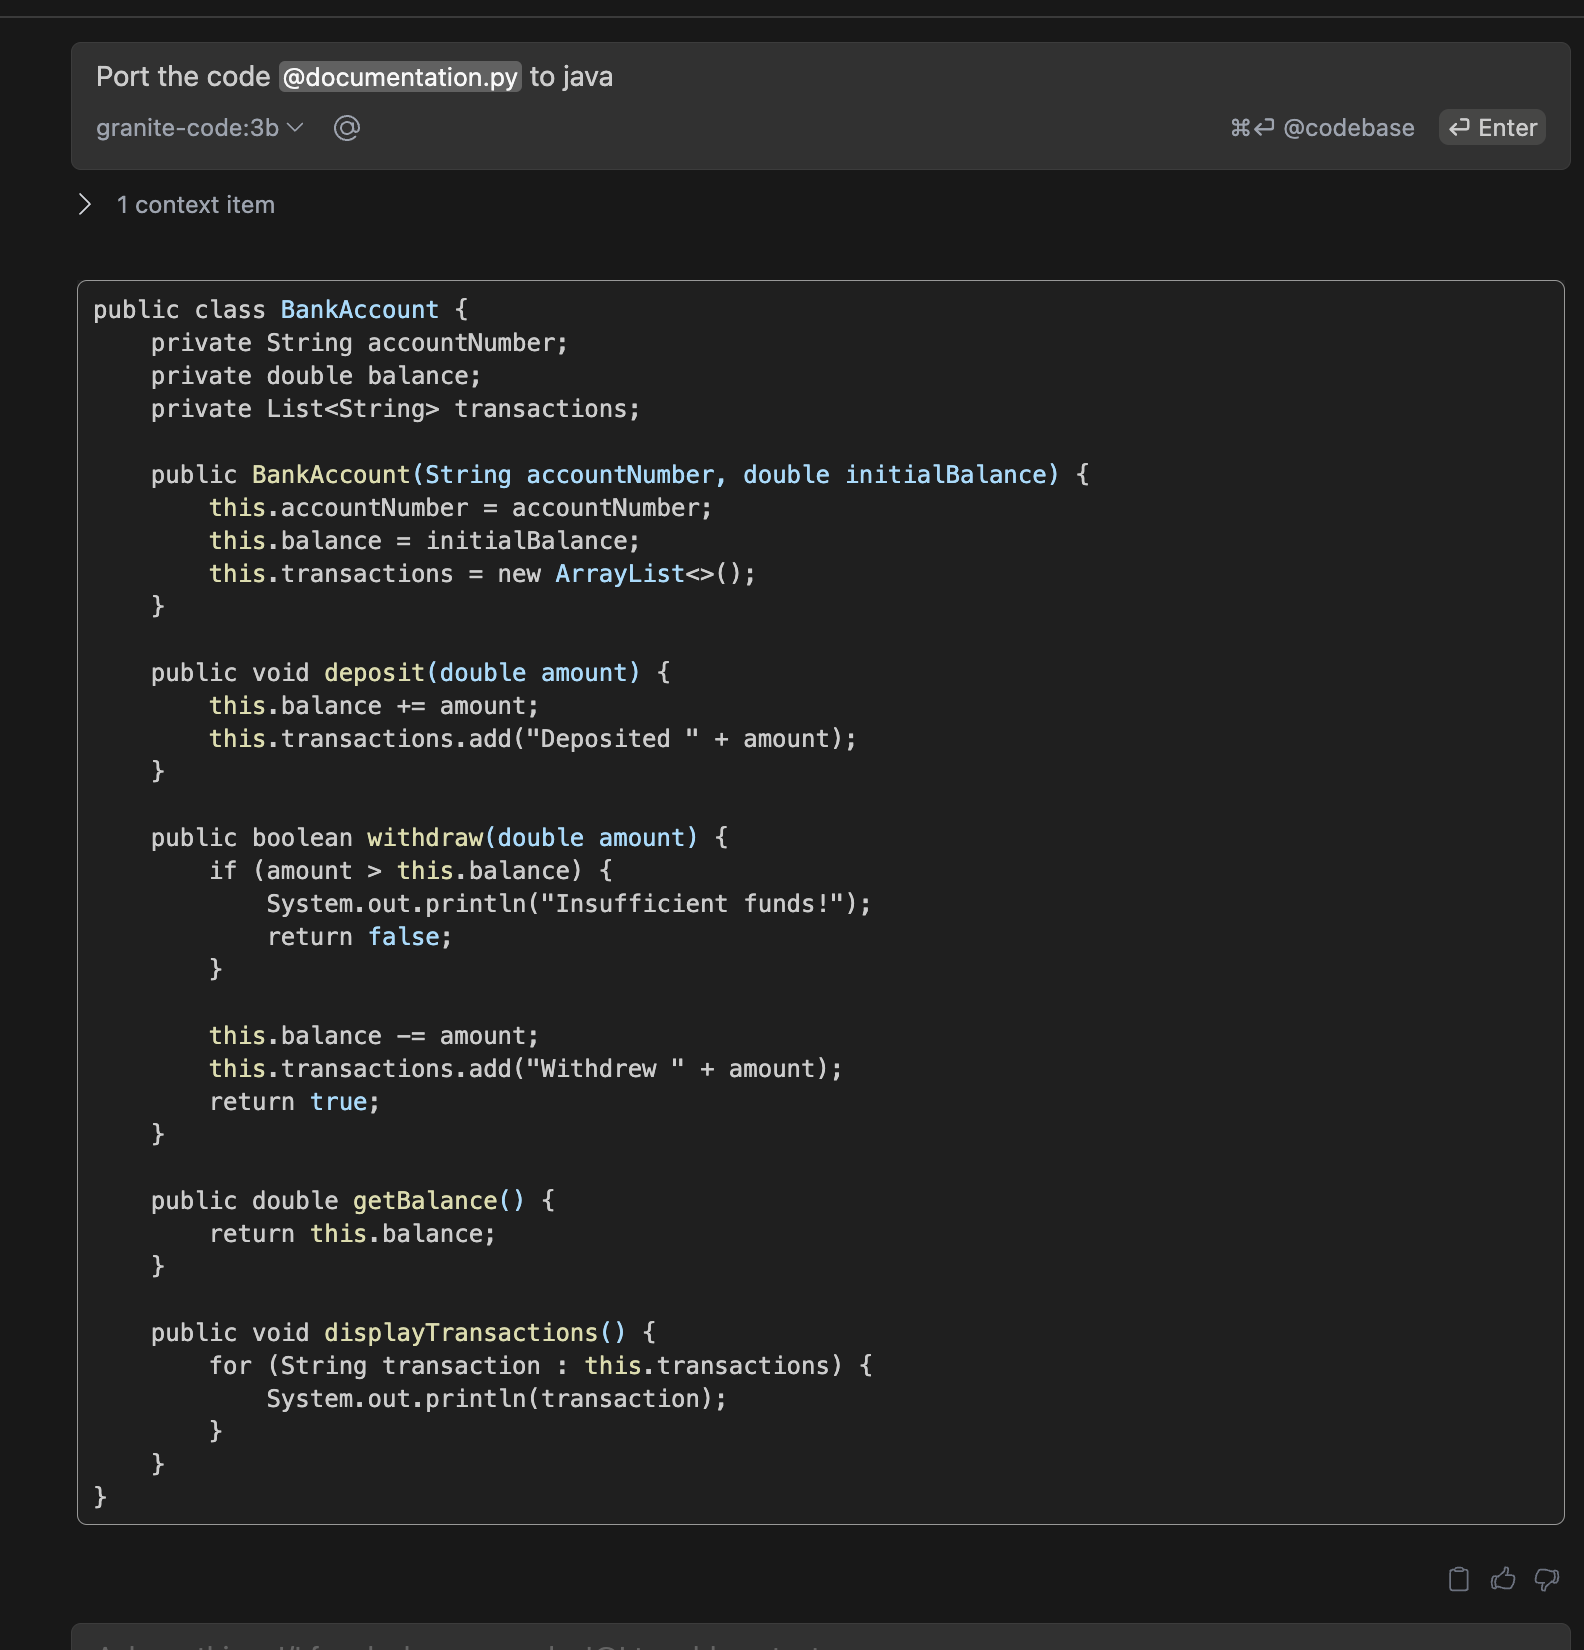 Port the code @documentation.py to java
granite-code:3b @ ⌘⏎ @codebase ⏎ Enter
1 context item
public class BankAccount {
    private String accountNumber;
    private double balance;
    private List<String> transactions;

    public BankAccount(String accountNumber, double initialBalance) {
        this.accountNumber = accountNumber;
        this.balance = initialBalance;
        this.transactions = new ArrayList<>();
    }

    public void deposit(double amount) {
        this.balance += amount;
        this.transactions.add("Deposited " + amount);
    }

    public boolean withdraw(double amount) {
        if (amount > this.balance) {
            System.out.println("Insufficient funds!");
            return false;
        }

        this.balance -= amount;
        this.transactions.add("Withdrew " + amount);
        return true;
    }

    public double getBalance() {
        return this.balance;
    }

    public void displayTransactions() {
        for (String transaction : this.transactions) {
            System.out.println(transaction);
        }
    }
}